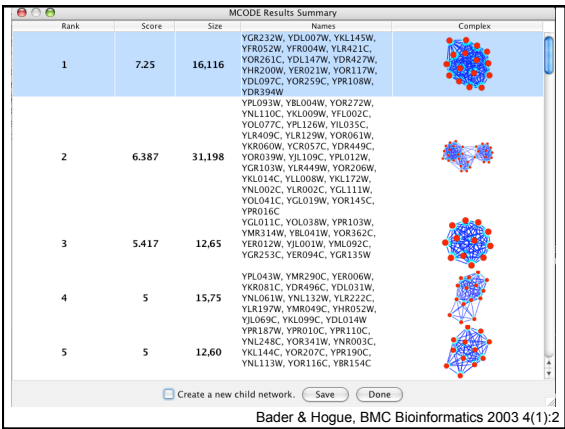 MCODE Results Summary
Rank Score Size Names Complex
1 7.25 16,116 YGR232W, YDL007W, YKL145W,
YFR052W, YFR004W, YLR421C,
YOR261C, YDL147W, YDR427W,
YHR200W, YER021W, YOR117W,
YDL097C, YOR259C, YPR108W,
YDR394W
2 6.387 31,198 YPL093W, YBL004W, YOR272W,
YNL110C, YKL009W, YFL002C,
YOL077C, YPL126W, YIL035C,
YLR409C, YLR129W, YOR061W,
YKR060W, YCR057C, YDR449C,
YOR039W, YJL109C, YPL012W,
YGR103W, YLR449W, YOR206W,
YKL014C, YLL008W, YKL172W,
YNL002C, YLR002C, YGL111W,
YOL041C, YGL019W, YOR145C,
YPR016C
3 5.417 12,65 YGL011C, YOL038W, YPR103W,
YMR314W, YBL041W, YOR362C,
YER012W, YJL001W, YML092C,
YGR253C, YER094C, YGR135W
4 5 15,75 YPL043W, YMR290C, YER006W,
YKR081C, YDR496C, YDL031W,
YNL061W, YNL132W, YLR222C,
YLR197W, YMR049C, YHR052W,
YJL069C, YKL099C, YDL014W
5 5 12,60 YPR187W, YPR010C, YPR110C,
YNL248C, YOR341W, YNR003C,
YKL144C, YOR207C, YPR190C,
YNL113W, YOR116C, YBR154C
Create a new child network. Save Done
Bader & Hogue, BMC Bioinformatics 2003 4(1):2